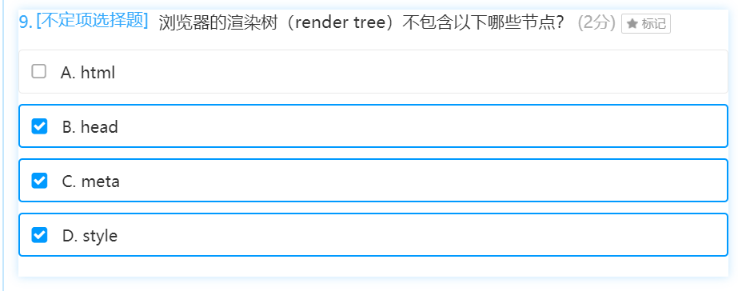 9. [不定项选择题] 浏览器的渲染树（render tree）不包含以下哪些节点？ (2分) ★ 标记
A. html
B. head
C. meta
D. style